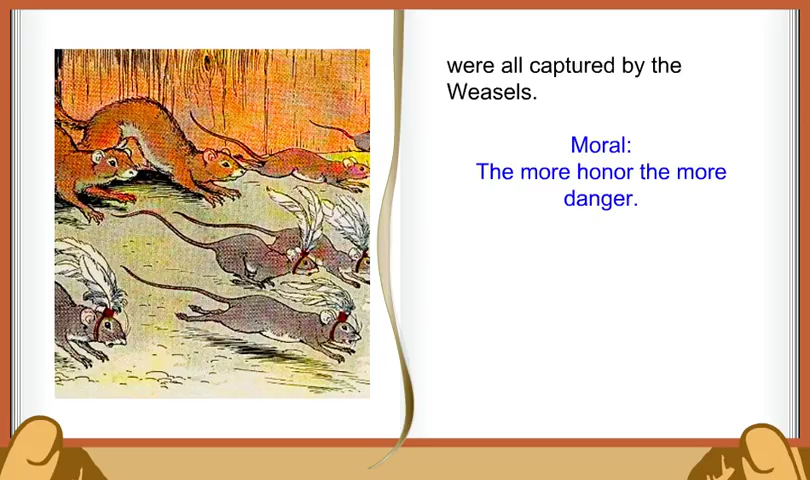 were all captured by the
Weasels.
Moral:
The more honor the more
danger.